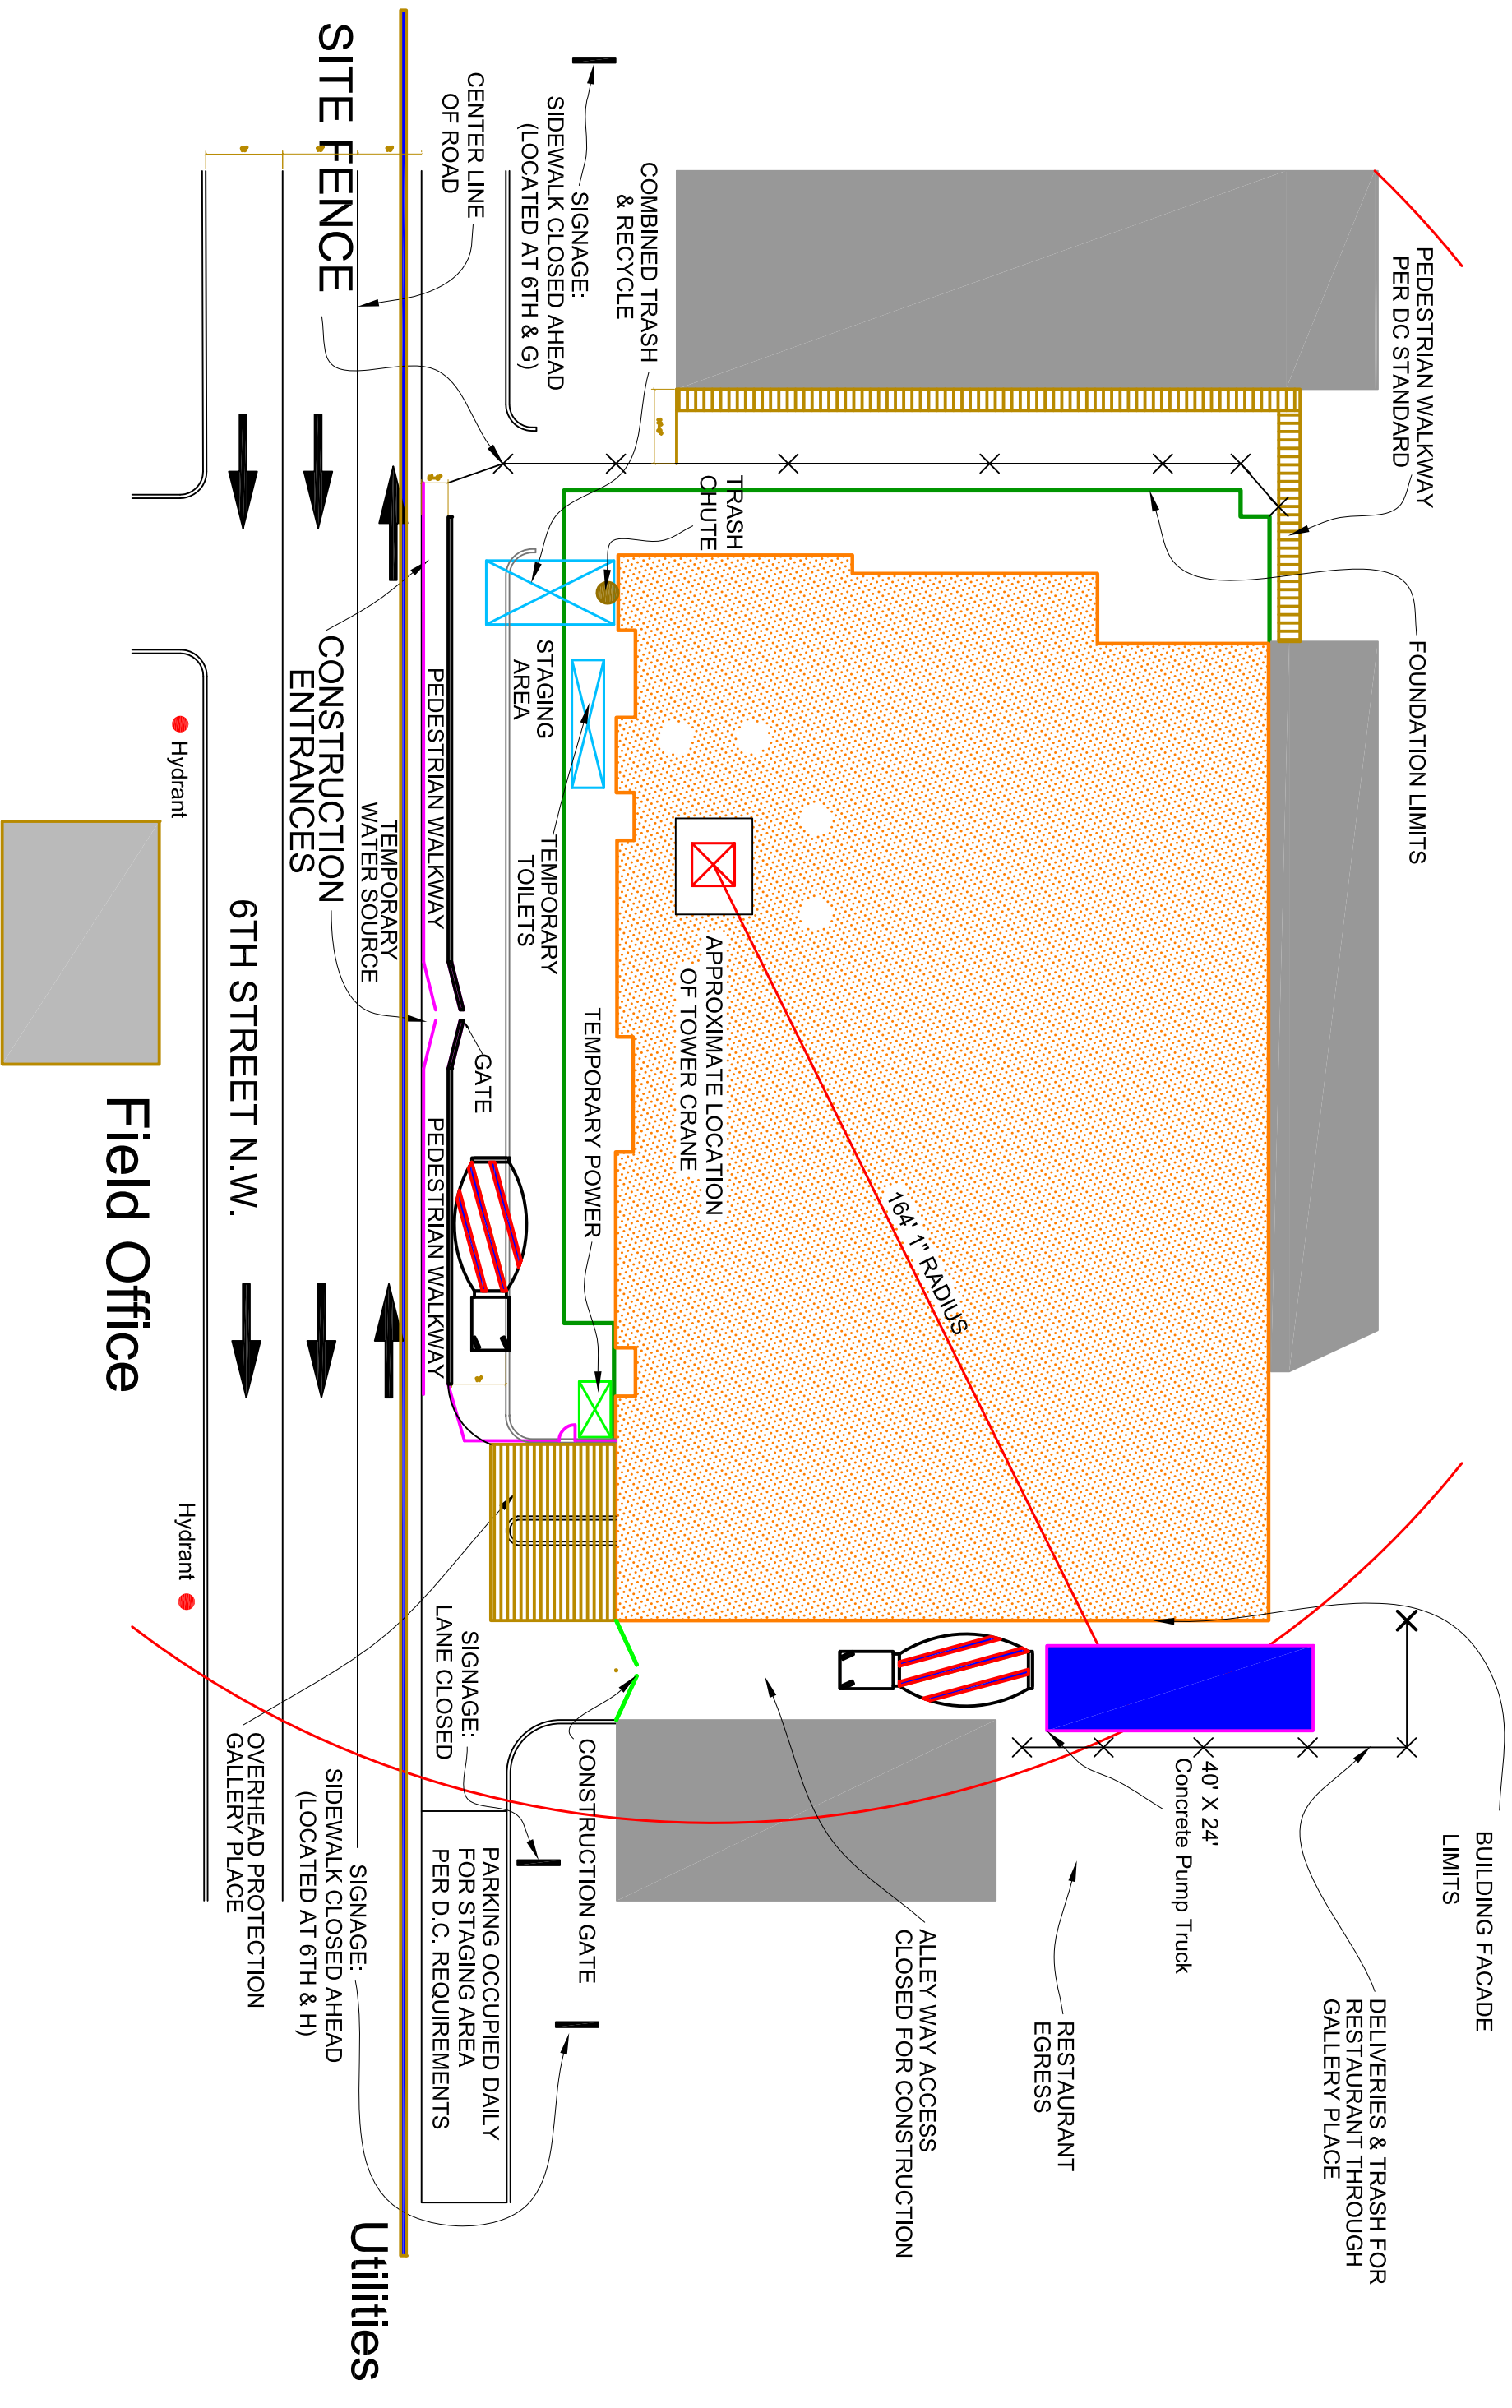 SITE FENCE
CENTER LINE
OF ROAD
SIGNAGE:
SIDEWALK CLOSED AHEAD
(LOCATED AT 6TH & G)
COMBINED TRASH
& RECYCLE
PEDESTRIAN WALKWAY
PER DC STANDARD
TRASH
CHUTE
FOUNDATION LIMITS
STAGING
AREA
CONSTRUCTION
ENTRANCES
PEDESTRIAN WALKWAY
Hydrant
TEMPORARY
WATER SOURCE
TEMPORARY
TOILETS
6TH STREET N.W.
APPROXIMATE LOCATION
OF TOWER CRANE
TEMPORARY POWER
GATE
PEDESTRIAN WALKWAY
Field Office
164' 1" RADIUS
Hydrant
SIGNAGE:
LANE CLOSED
OVERHEAD PROTECTION
GALLERY PLACE
CONSTRUCTION GATE
SIGNAGE:
SIDEWALK CLOSED AHEAD
(LOCATED AT 6TH & H)
PARKING OCCUPIED DAILY
FOR STAGING AREA
PER D.C. REQUIREMENTS
40' X 24'
Concrete Pump Truck
BUILDING FACADE
LIMITS
ALLEY WAY ACCESS
CLOSED FOR CONSTRUCTION
RESTAURANT
EGRESS
DELIVERIES & TRASH FOR
RESTAURANT THROUGH
GALLERY PLACE
Utilities